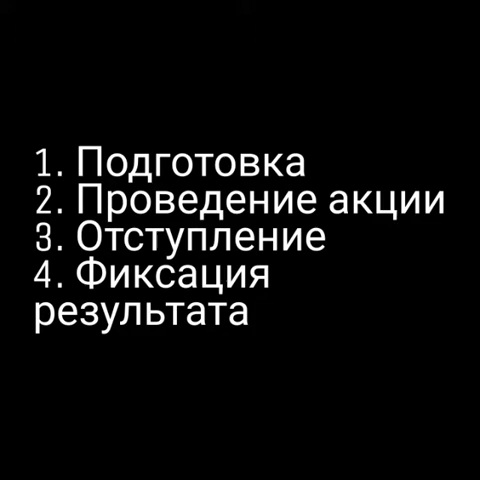 1. Подготовка
2. Проведение акции
3. Отступление
4. Фиксация
результата